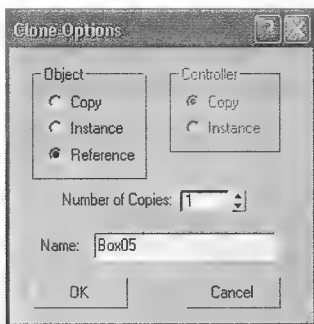 Clone Options
Object
Copy
Instance
Reference
Controller
Copy
Instance
Number of Copies: 1
Name: Box05
OK
Cancel